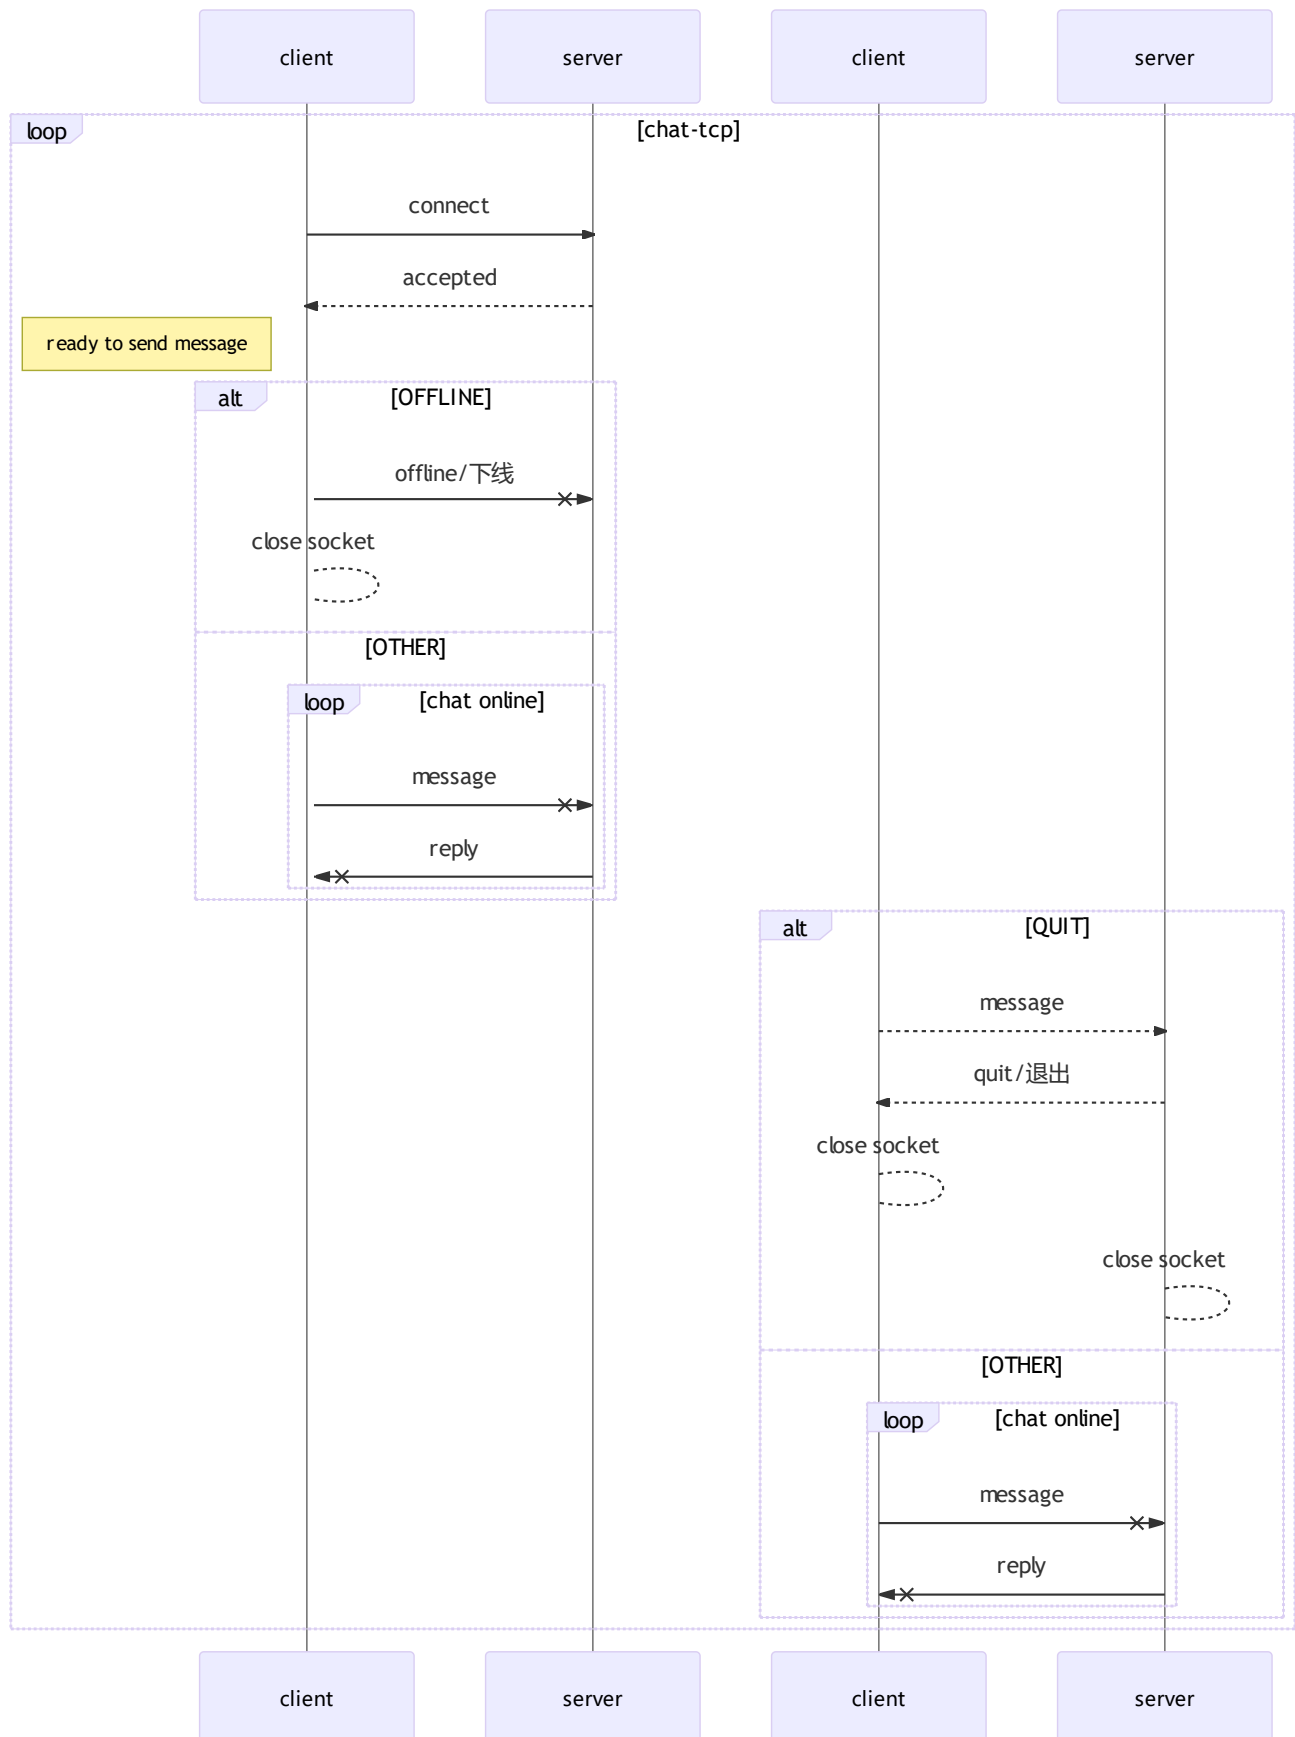 client
server
client
server
loop
[chat-tcp]
connect
accepted
ready to send message
alt
[OFFLINE]
offline/下线
close socket
[OTHER]
loop
[chat online]
message
reply
alt
[QUIT]
message
quit/退出
close socket
close socket
[OTHER]
loop
[chat online]
message
reply
client
server
client
server